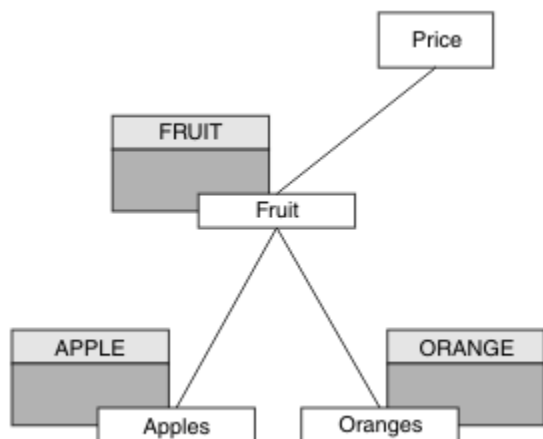 Price
FRUIT
Fruit
APPLE
ORANGE
Apples
Oranges